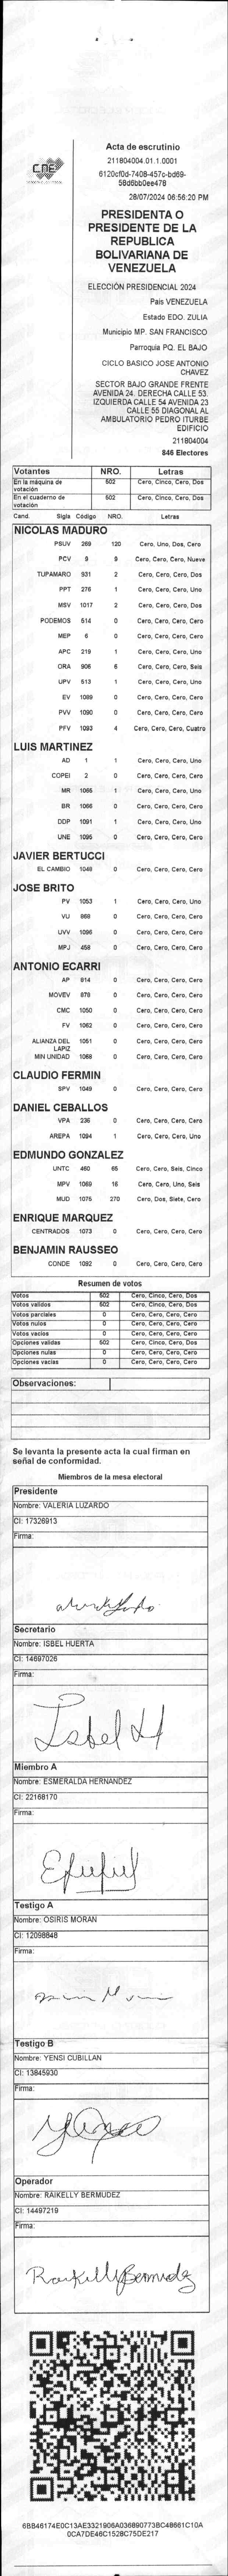 Acta de escrutinio
211804004.01.1.0001
6120cf0d-7408-457c-bd69-
58d6bb0ee478
28/07/2024 06:56:20 PM
CNE
PRESIDENTA O
PRESIDENTE DE LA
REPUBLICA
BOLIVARIANA DE
VENEZUELA
ELECCIÓN PRESIDENCIAL 2024
País VENEZUELA
Estado EDO. ZULIA
Municipio MP. SAN FRANCISCO
Parroquia PQ. EL BAJO
CICLO BASICO JOSE ANTONIO
CHAVEZ
SECTOR BAJO GRANDE FRENTE
AVENIDA 24. DERECHA CALLE 53.
IZQUIERDA CALLE 54 AVENIDA 23
CALLE 55 DIAGONAL AL
AMBULATORIO PEDRO ITURBE
EDIFICIO
211804004
846 Electores
Votantes NRO. Letras
En la máquina de votación 502 Cero, Cinco, Cero, Dos
En el cuaderno de votación 502 Cero, Cinco, Cero, Dos
Cand. Sigla Código NRO. Letras
NICOLAS MADURO
PSUV 269 120 Cero, Uno, Dos, Cero
PCV 9 9 Cero, Cero, Cero, Nueve
TUPAMARO 931 2 Cero, Cero, Cero, Dos
PPT 276 1 Cero, Cero, Cero, Uno
MSV 1017 2 Cero, Cero, Cero, Dos
PODEMOS 514 0 Cero, Cero, Cero, Cero
MEP 6 0 Cero, Cero, Cero, Cero
APC 219 1 Cero, Cero, Cero, Uno
ORA 906 6 Cero, Cero, Cero, Seis
UPV 513 1 Cero, Cero, Cero, Uno
EV 1089 0 Cero, Cero, Cero, Cero
PVV 1090 0 Cero, Cero, Cero, Cero
PFV 1093 4 Cero, Cero, Cero, Cuatro
LUIS MARTINEZ
AD 1 1 Cero, Cero, Cero, Uno
COPEI 2 0 Cero, Cero, Cero, Cero
MR 1065 1 Cero, Cero, Cero, Uno
BR 1066 0 Cero, Cero, Cero, Cero
DDP 1091 1 Cero, Cero, Cero, Uno
UNE 1095 0 Cero, Cero, Cero, Cero
JAVIER BERTUCCI
EL CAMBIO 1048 0 Cero, Cero, Cero, Cero
JOSE BRITO
PV 1053 1 Cero, Cero, Cero, Uno
VU 868 0 Cero, Cero, Cero, Cero
UVV 1096 0 Cero, Cero, Cero, Cero
MPJ 458 0 Cero, Cero, Cero, Cero
ANTONIO ECARRI
AP 814 0 Cero, Cero, Cero, Cero
MOVEV 878 0 Cero, Cero, Cero, Cero
CMC 1050 0 Cero, Cero, Cero, Cero
FV 1062 0 Cero, Cero, Cero, Cero
ALIANZA DEL LAPIZ 1051 0 Cero, Cero, Cero, Cero
MIN UNIDAD 1068 0 Cero, Cero, Cero, Cero
CLAUDIO FERMIN
SPV 1049 0 Cero, Cero, Cero, Cero
DANIEL CEBALLOS
VPA 236 0 Cero, Cero, Cero, Cero
AREPA 1094 1 Cero, Cero, Cero, Uno
EDMUNDO GONZALEZ
UNTC 460 65 Cero, Cero, Seis, Cinco
MPV 1069 16 Cero, Cero, Uno, Seis
MUD 1075 270 Cero, Dos, Siete, Cero
ENRIQUE MARQUEZ
CENTRADOS 1073 0 Cero, Cero, Cero, Cero
BENJAMIN RAUSSEO
CONDE 1092 0 Cero, Cero, Cero, Cero
Resumen de votos
Votos 502 Cero, Cinco, Cero, Dos
Votos validos 502 Cero, Cinco, Cero, Dos
Votos parciales 0 Cero, Cero, Cero, Cero
Votos nulos 0 Cero, Cero, Cero, Cero
Votos vacios 0 Cero, Cero, Cero, Cero
Opciones validas 502 Cero, Cinco, Cero, Dos
Opciones nulas 0 Cero, Cero, Cero, Cero
Opciones vacias 0 Cero, Cero, Cero, Cero
Observaciones:
Se levanta la presente acta la cual firman en
señal de conformidad.
Miembros de la mesa electoral
Presidente
Nombre: VALERIA LUZARDO
CI: 17326913
Firma:
Secretario
Nombre: ISBEL HUERTA
CI: 14697026
Firma:
Isbel H
Miembro A
Nombre: ESMERALDA HERNANDEZ
CI: 22168170
Firma:
Testigo A
Nombre: OSIRIS MORAN
CI: 12098848
Firma:
Testigo B
Nombre: YENSI CUBILLAN
CI: 13845930
Firma:
Operador
Nombre: RAIKELLY BERMUDEZ
CI: 14497219
Firma:
Raikelly Bermudez
6BB46174E0C13AE3321906A036890773BC48661C10A
0CA7DE46C1528C75DE217